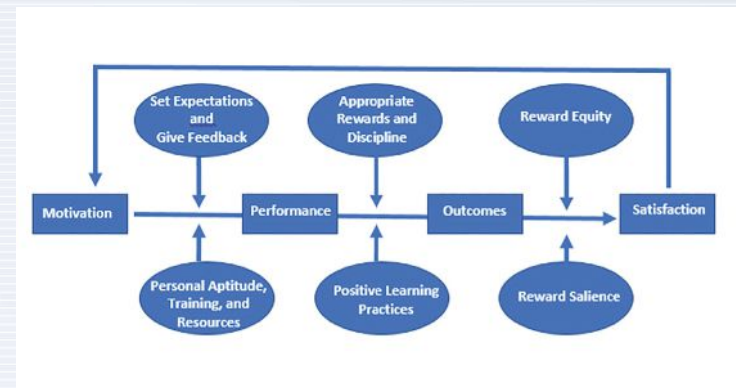 Set Expectations
and
Give Feedback
Appropriate
Rewards and
Discipline
Reward Equity
Motivation
Performance
Outcomes
Satisfaction
Personal Aptitude,
Training, and
Resources
Positive Learning
Practices
Reward Salience